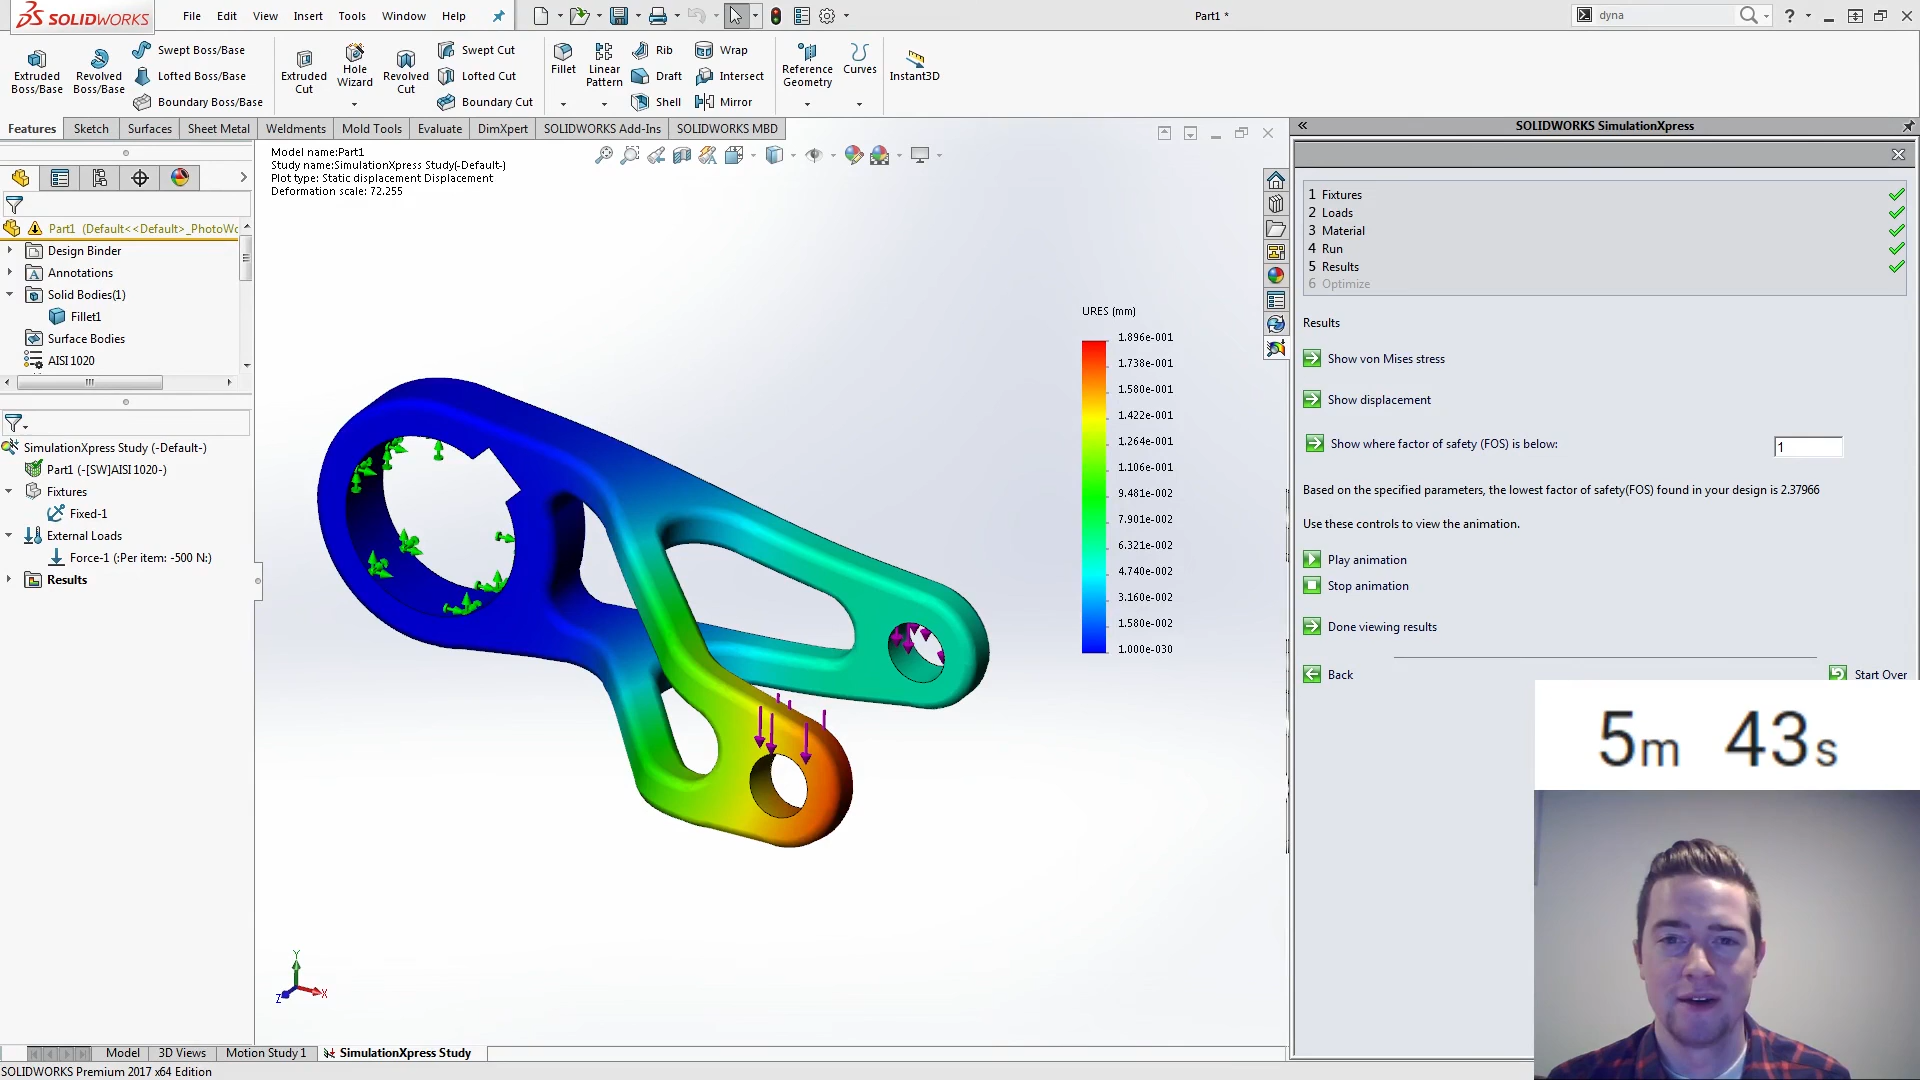 SOLIDWORKS
File Edit View Insert Tools Window Help
Part1 *
dyna
Extruded Boss/Base
Revolved Boss/Base
Swept Boss/Base
Lofted Boss/Base
Boundary Boss/Base
Extruded Cut
Hole Wizard
Revolved Cut
Swept Cut
Lofted Cut
Boundary Cut
Fillet
Linear Pattern
Rib
Draft
Shell
Wrap
Intersect
Mirror
Reference Geometry
Curves
Instant3D
Features Sketch Surfaces Sheet Metal Weldments Mold Tools Evaluate DimXpert SOLIDWORKS Add-Ins SOLIDWORKS MBD
Part1 (Default<<Default>_PhotoWo
Design Binder
Annotations
Solid Bodies(1)
Fillet1
Surface Bodies
AISI 1020
SimulationXpress Study (-Default-)
Part1 (-[SW]AISI 1020-)
Fixtures
Fixed-1
External Loads
Force-1 (:Per item: -500 N:)
Results
Model name:Part1
Study name:SimulationXpress Study(-Default-)
Plot type: Static displacement Displacement
Deformation scale: 72.255
URES (mm)
1.896e-001
1.738e-001
1.580e-001
1.422e-001
1.264e-001
1.106e-001
9.481e-002
7.901e-002
6.321e-002
4.740e-002
3.160e-002
1.580e-002
1.000e-030
Y
Z
X
SOLIDWORKS SimulationXpress
1 Fixtures
2 Loads
3 Material
4 Run
5 Results
6 Optimize
Results
Show von Mises stress
Show displacement
Show where factor of safety (FOS) is below: 1
Based on the specified parameters, the lowest factor of safety(FOS) found in your design is 2.37966
Use these controls to view the animation.
Play animation
Stop animation
Done viewing results
Back Start Over
5m 43s
Model 3D Views Motion Study 1 SimulationXpress Study
SOLIDWORKS Premium 2017 x64 Edition